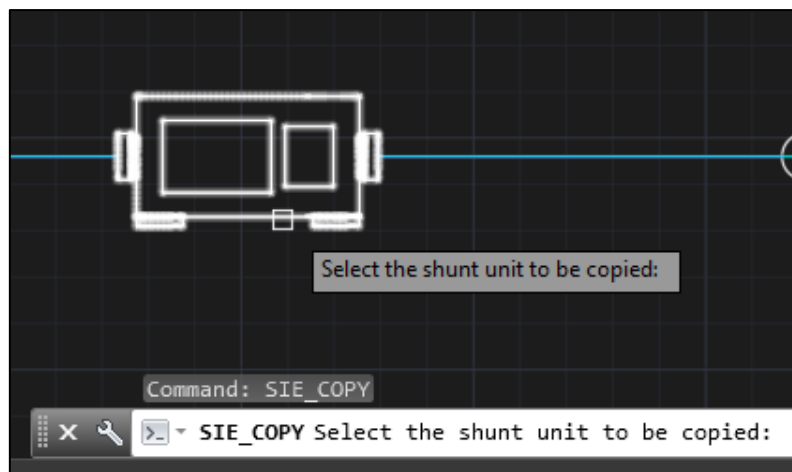 Select the shunt unit to be copied:
Command: SIE_COPY
SIE_COPY Select the shunt unit to be copied: